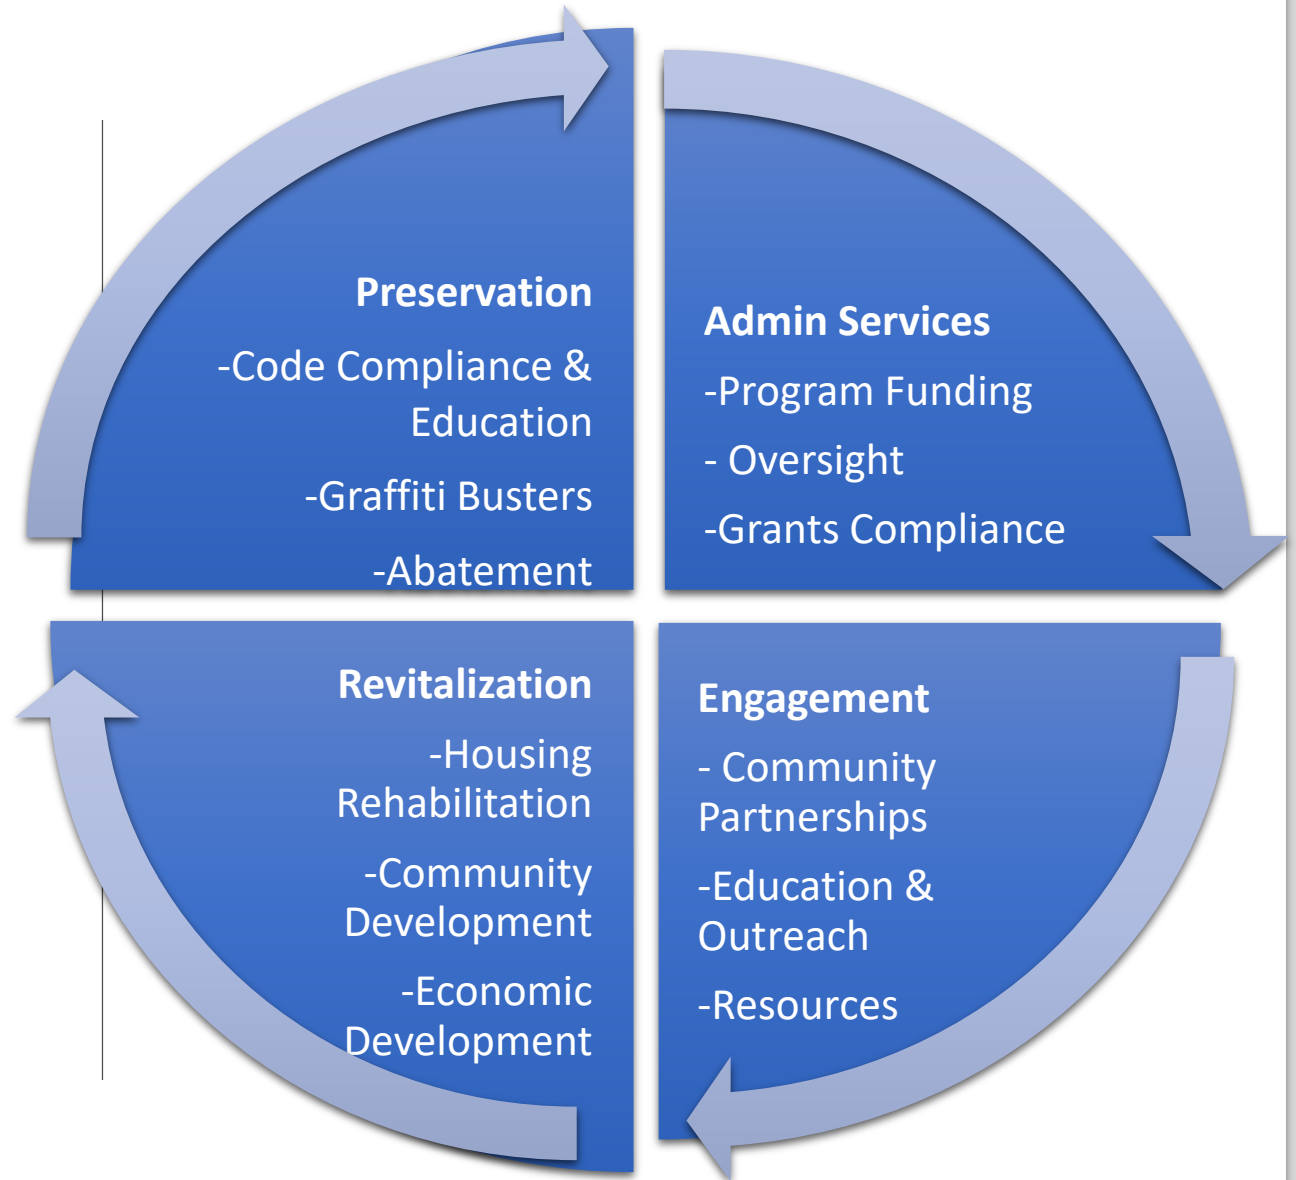 Preservation
-Code Compliance &
Education
-Graffiti Busters
-Abatement
Admin Services
-Program Funding
- Oversight
-Grants Compliance
Revitalization
-Housing
Rehabilitation
-Community
Development
-Economic
Development
Engagement
- Community
Partnerships
-Education &
Outreach
-Resources